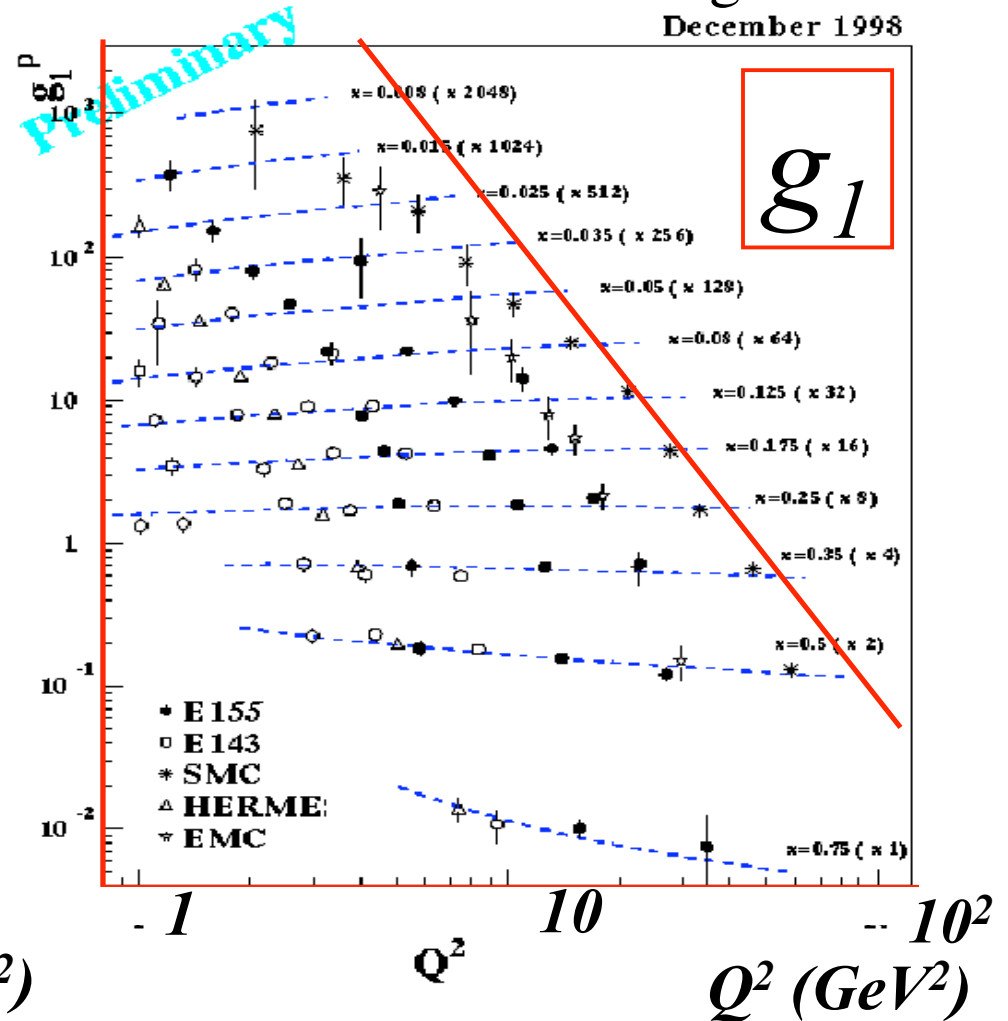 December 1998
Preliminary
g₁ᵖ
10³
10²
10
1
10⁻¹
10⁻²
g₁
x=0.008 ( x 2048)
x=0.015 ( x 1024)
x=0.025 ( x 512)
x=0.035 ( x 256)
x=0.05 ( x 128)
x=0.08 ( x 64)
x=0.125 ( x 32)
x=0.175 ( x 16)
x=0.25 ( x 8)
x=0.35 ( x 4)
x=0.5 ( x 2)
x=0.75 ( x 1)
E155
E143
SMC
HERME
EMC
1
10
10²
Q²
Q² (GeV²)
²)